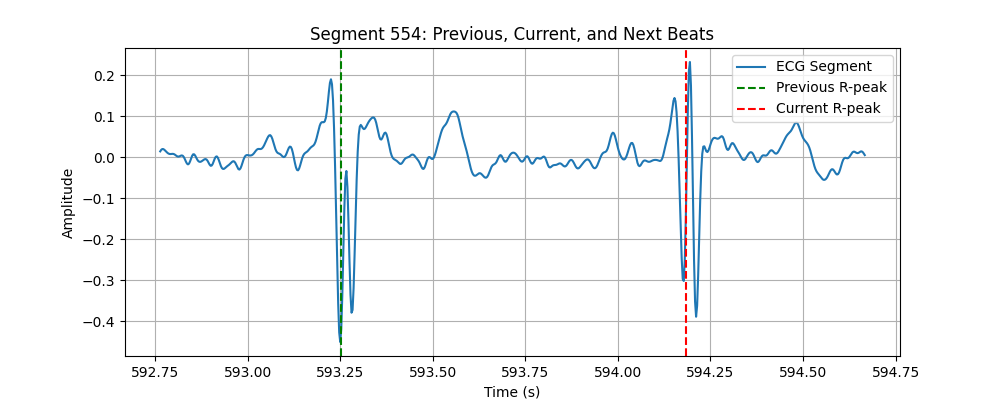 Segment 554: Previous, Current, and Next Beats
ECG Segment
Previous R-peak
Current R-peak
Amplitude
0.2
0.1
0.0
−0.1
−0.2
−0.3
−0.4
592.75 593.00 593.25 593.50 593.75 594.00 594.25 594.50 594.75
Time (s)